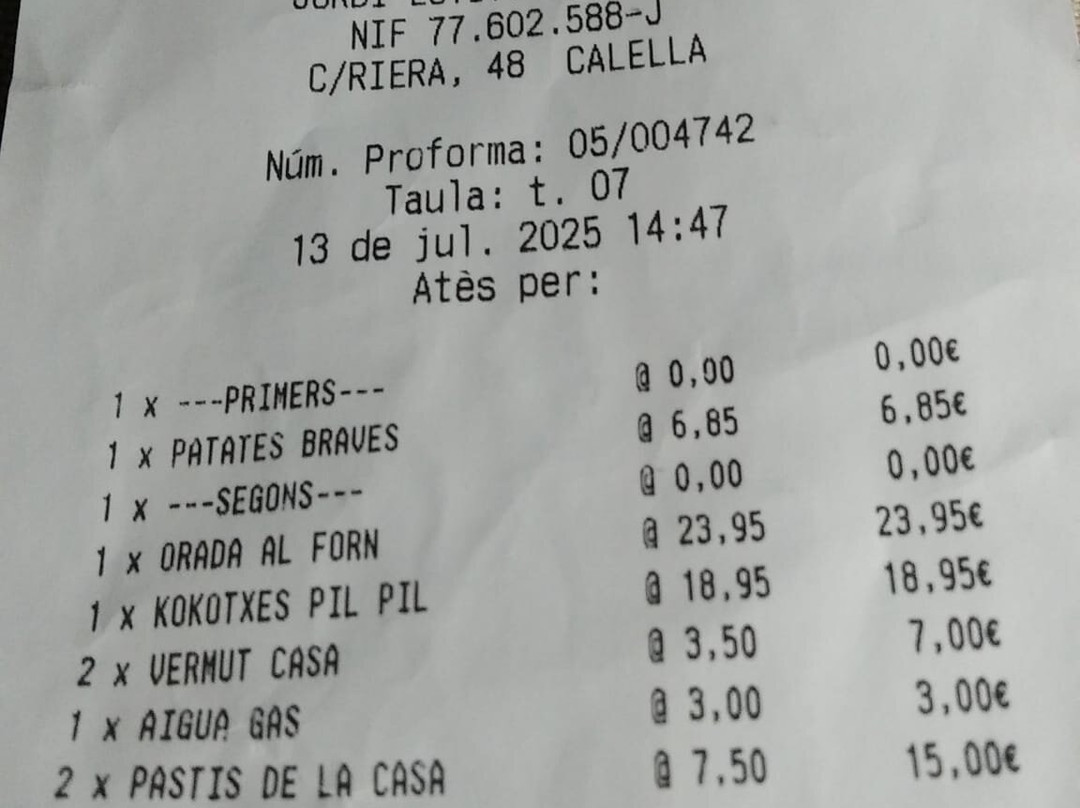 NIF 77.602.588-J
C/RIERA, 48 CALELLA
Núm. Proforma: 05/004742
Taula: t. 07
13 de jul. 2025 14:47
Atès per:
1 x ---PRIMERS--- @ 0,00 0,00€
1 x PATATES BRAVES @ 6,85 6,85€
1 x ---SEGONS--- @ 0,00 0,00€
1 x ORADA AL FORN @ 23,95 23,95€
1 x KOKOTXES PIL PIL @ 18,95 18,95€
2 x VERMUT CASA @ 3,50 7,00€
1 x AIGUA GAS @ 3,00 3,00€
2 x PASTIS DE LA CASA @ 7,50 15,00€